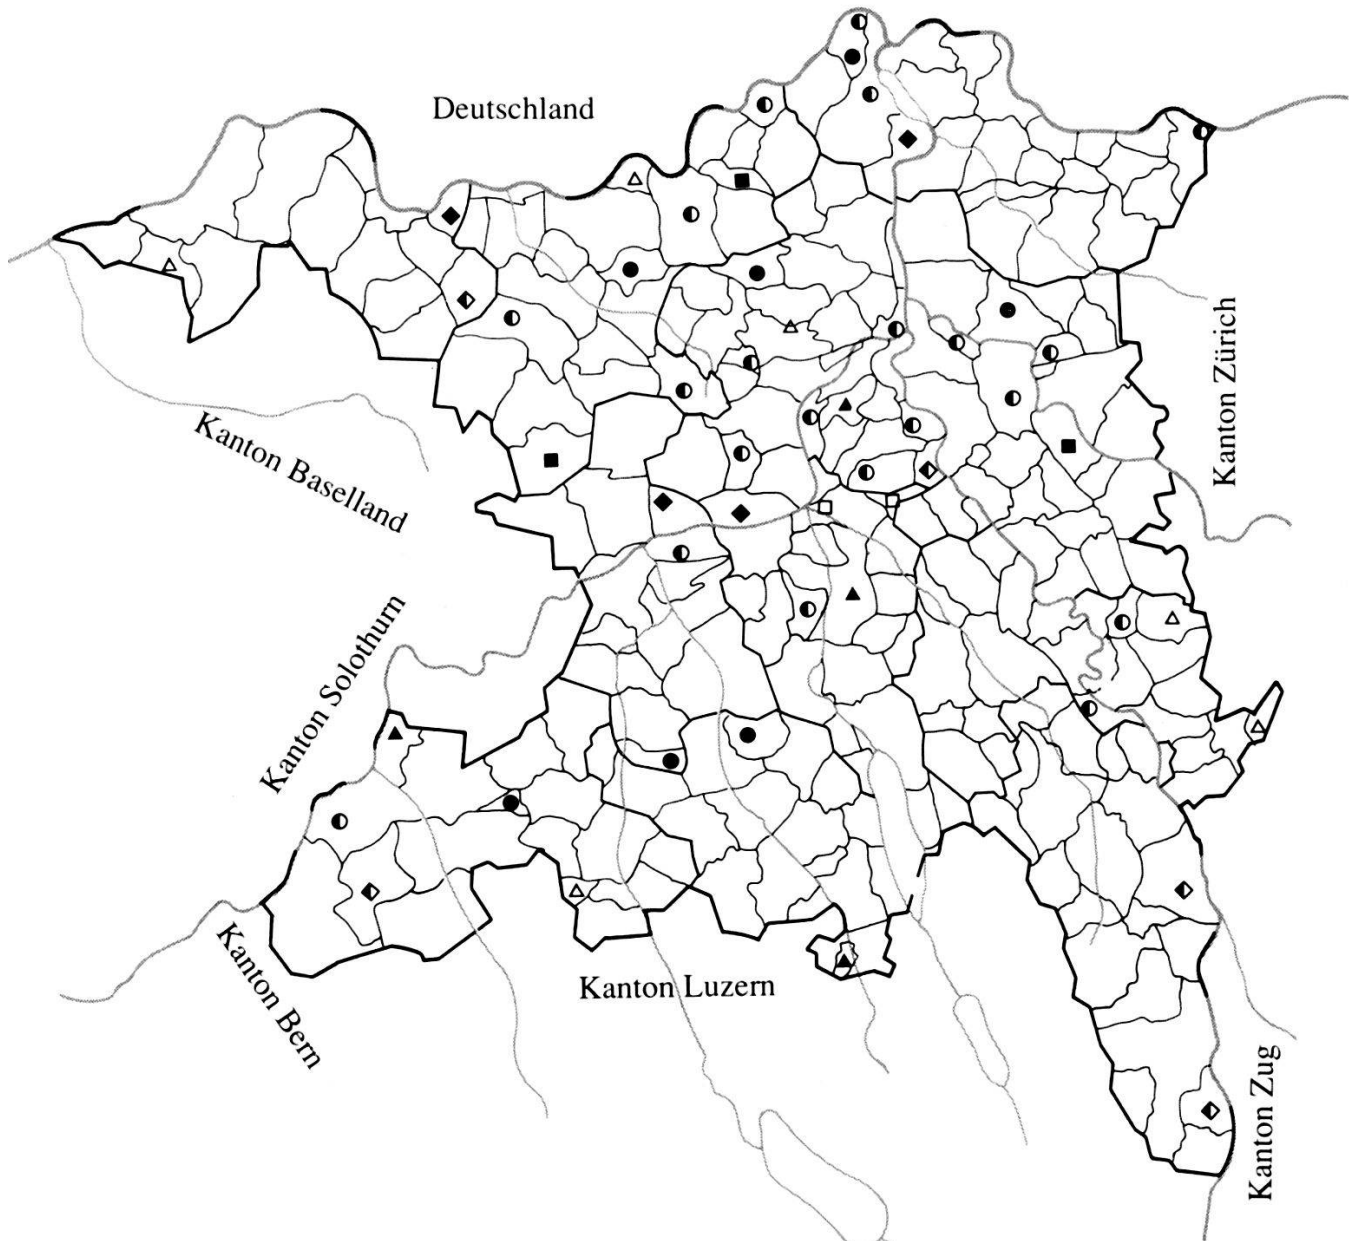 Deutschland
Kanton Zürich
Kanton Baselland
Kanton Solothurn
Kanton Bern
Kanton Luzern
Kanton Zug